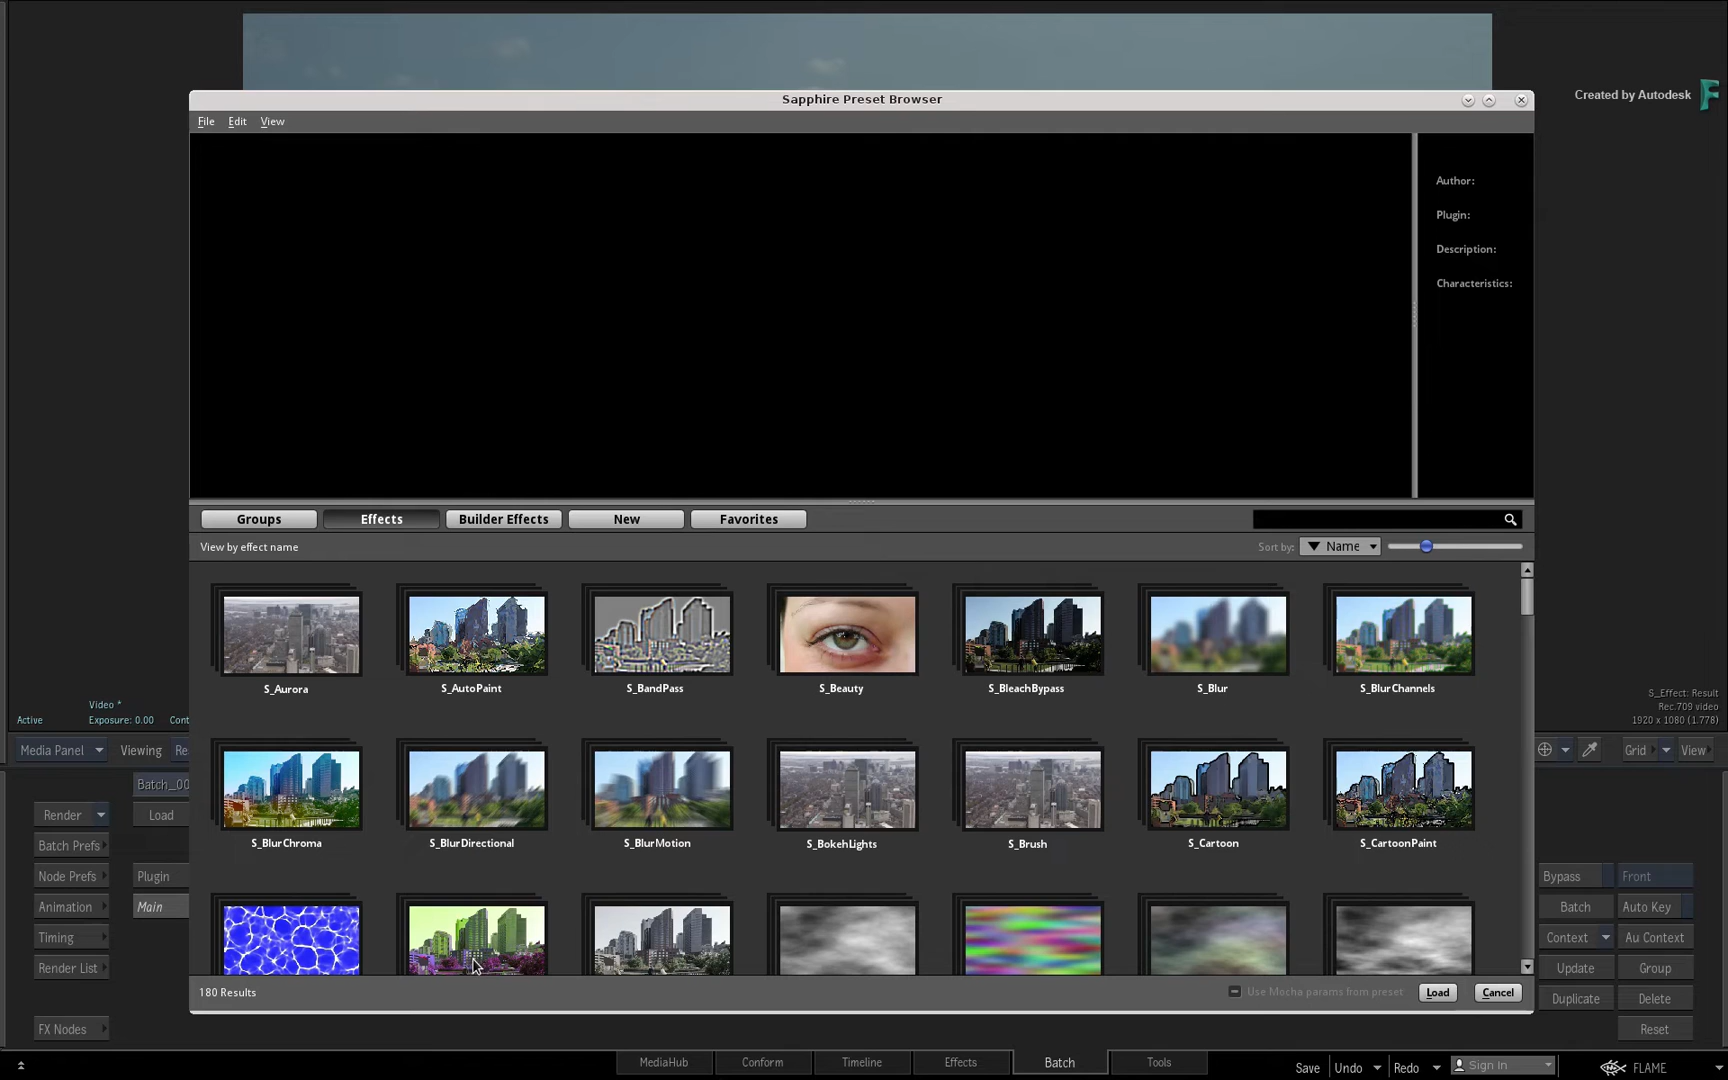 Created by Autodesk
Sapphire Preset Browser
File Edit View
Author:
Plugin:
Description:
Characteristics:
Groups Effects Builder Effects New Favorites
View by effect name
Sort by: Name
S_Aurora S_AutoPaint S_BandPass S_Beauty S_BleachBypass S_Blur S_BlurChannels
S_BlurChroma S_BlurDirectional S_BlurMotion S_BokehLights S_Brush S_Cartoon S_CartoonPaint
180 Results
Use Mocha params from preset Load Cancel
Video *
Active Exposure: 0.00 Cont
S_Effect: Result
Rec.709 video
1920 x 1080 (1.778)
Media Panel Viewing Re
Grid View
Batch_00
Render Load
Batch Prefs
Node Prefs Plugin
Animation Main
Timing
Render List
FX Nodes
Bypass Front
Batch Auto Key
Context Au Context
Update Group
Duplicate Delete
Reset
MediaHub Conform Timeline Effects Batch Tools
Save Undo Redo Sign In FLAME